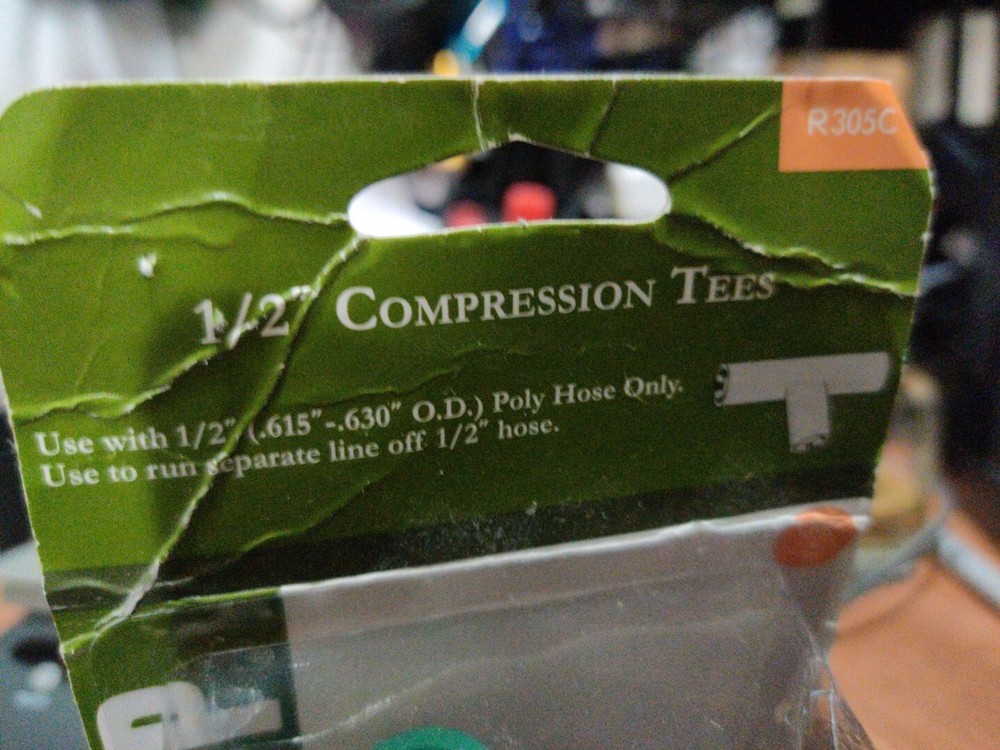 R305C
1/2" COMPRESSION TEES
Use with 1/2" (.615"-.630" O.D.) Poly Hose Only.
Use to run separate line off 1/2" hose.